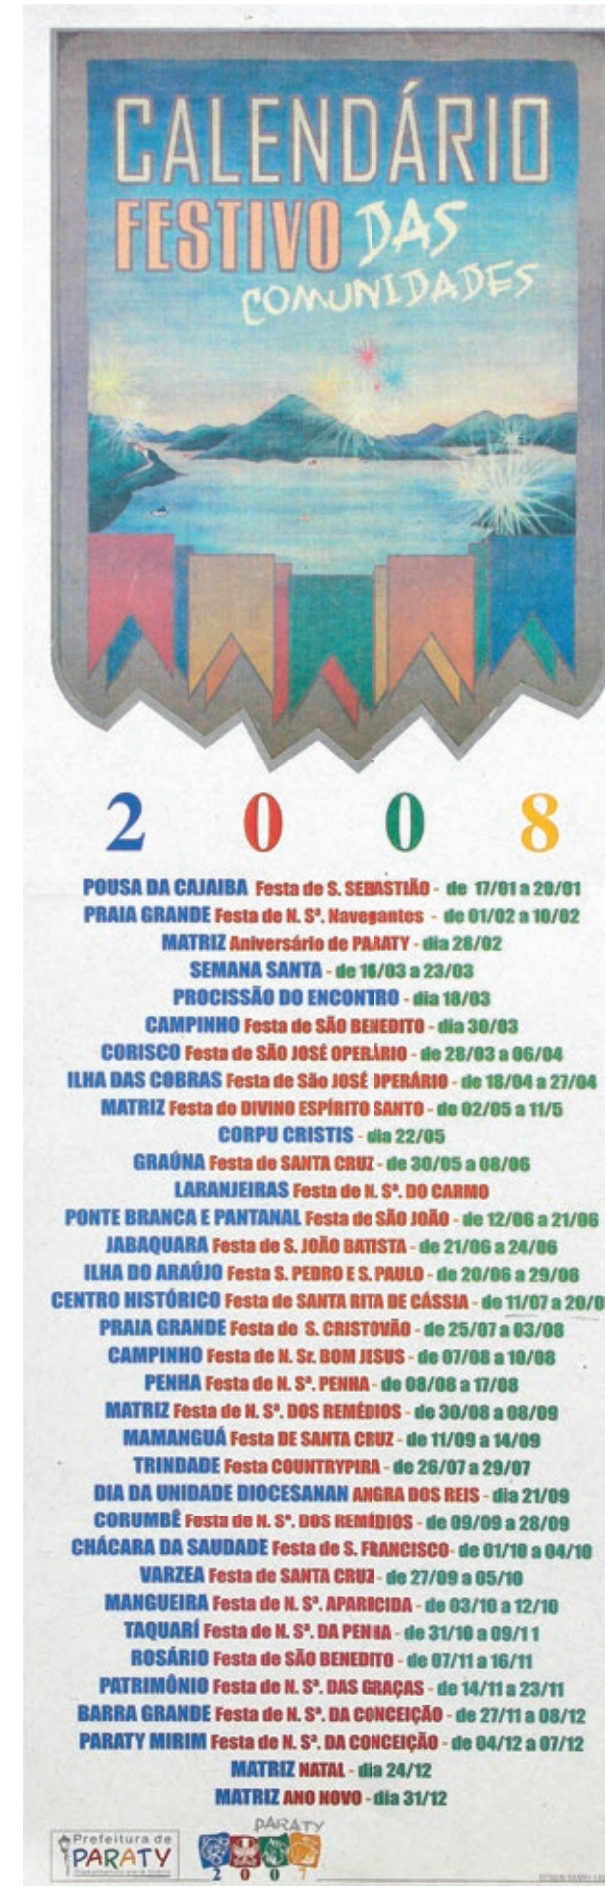 CALENDÁRIO
FESTIVO DAS
COMUNIDADES
2 0 0 8
POUSA DA CAJAIBA Festa de S. SEBASTIÃO - de 17/01 a 20/01
PRAIA GRANDE Festa de N. Sª. Navegantes - de 01/02 a 10/02
MATRIZ Aniversário de PARATY - dia 28/02
SEMANA SANTA - de 16/03 a 23/03
PROCISSÃO DO ENCONTRO - dia 18/03
CAMPINHO Festa de SÃO BENEDITO - dia 30/03
CORISCO Festa de SÃO JOSÉ OPERÁRIO - de 28/03 a 06/04
ILHA DAS COBRAS Festa de São JOSÉ OPERÁRIO - de 18/04 a 27/04
MATRIZ Festa do DIVINO ESPÍRITO SANTO - de 02/05 a 11/5
CORPU CRISTIS - dia 22/05
GRAÚNA Festa de SANTA CRUZ - de 30/05 a 08/06
LARANJEIRAS Festa de N. Sª. DO CARMO
PONTE BRANCA E PANTANAL Festa de SÃO JOÃO - de 12/06 a 21/06
JABAQUARA Festa de S. JOÃO BATISTA - de 21/06 a 24/06
ILHA DO ARAÚJO Festa S. PEDRO E S. PAULO - de 20/06 a 29/06
CENTRO HISTÓRICO Festa de SANTA RITA DE CÁSSIA - de 11/07 a 20/0
PRAIA GRANDE Festa de S. CRISTOVÃO - de 25/07 a 03/08
CAMPINHO Festa de N. Sr. BOM JESUS - de 07/08 a 10/08
PENHA Festa de N. Sª. PENHA - de 08/08 a 17/08
MATRIZ Festa de N. Sª. DOS REMÉDIOS - de 30/08 a 08/09
MAMANGUÁ Festa DE SANTA CRUZ - de 11/09 a 14/09
TRINDADE Festa COUNTRYPIRA - de 26/07 a 29/07
DIA DA UNIDADE DIOCESANAN ANGRA DOS REIS - dia 21/09
CORUMBÊ Festa de N. Sª. DOS REMÉDIOS - de 09/09 a 28/09
CHÁCARA DA SAUDADE Festa de S. FRANCISCO- de 01/10 a 04/10
VARZEA Festa de SANTA CRUZ - de 27/09 a 05/10
MANGUEIRA Festa de N. Sª. APARICIDA - de 03/10 a 12/10
TAQUARÍ Festa de N. Sª. DA PENHA - de 31/10 a 09/11
ROSÁRIO Festa de SÃO BENEDITO - de 07/11 a 16/11
PATRIMÔNIO Festa de N. Sª. DAS GRAÇAS - de 14/11 a 23/11
BARRA GRANDE Festa de N. Sª. DA CONCEIÇÃO - de 27/11 a 08/12
PARATY MIRIM Festa de N. Sª. DA CONCEIÇÃO - de 04/12 a 07/12
MATRIZ NATAL - dia 24/12
MATRIZ ANO NOVO - dia 31/12
Prefeitura de
PARATY
PARATY
2 0 0 7